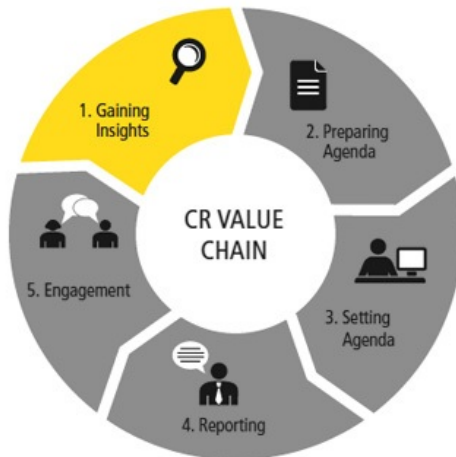 1. Gaining
Insights
2. Preparing
Agenda
CR VALUE
CHAIN
3. Setting
Agenda
4. Reporting
5. Engagement